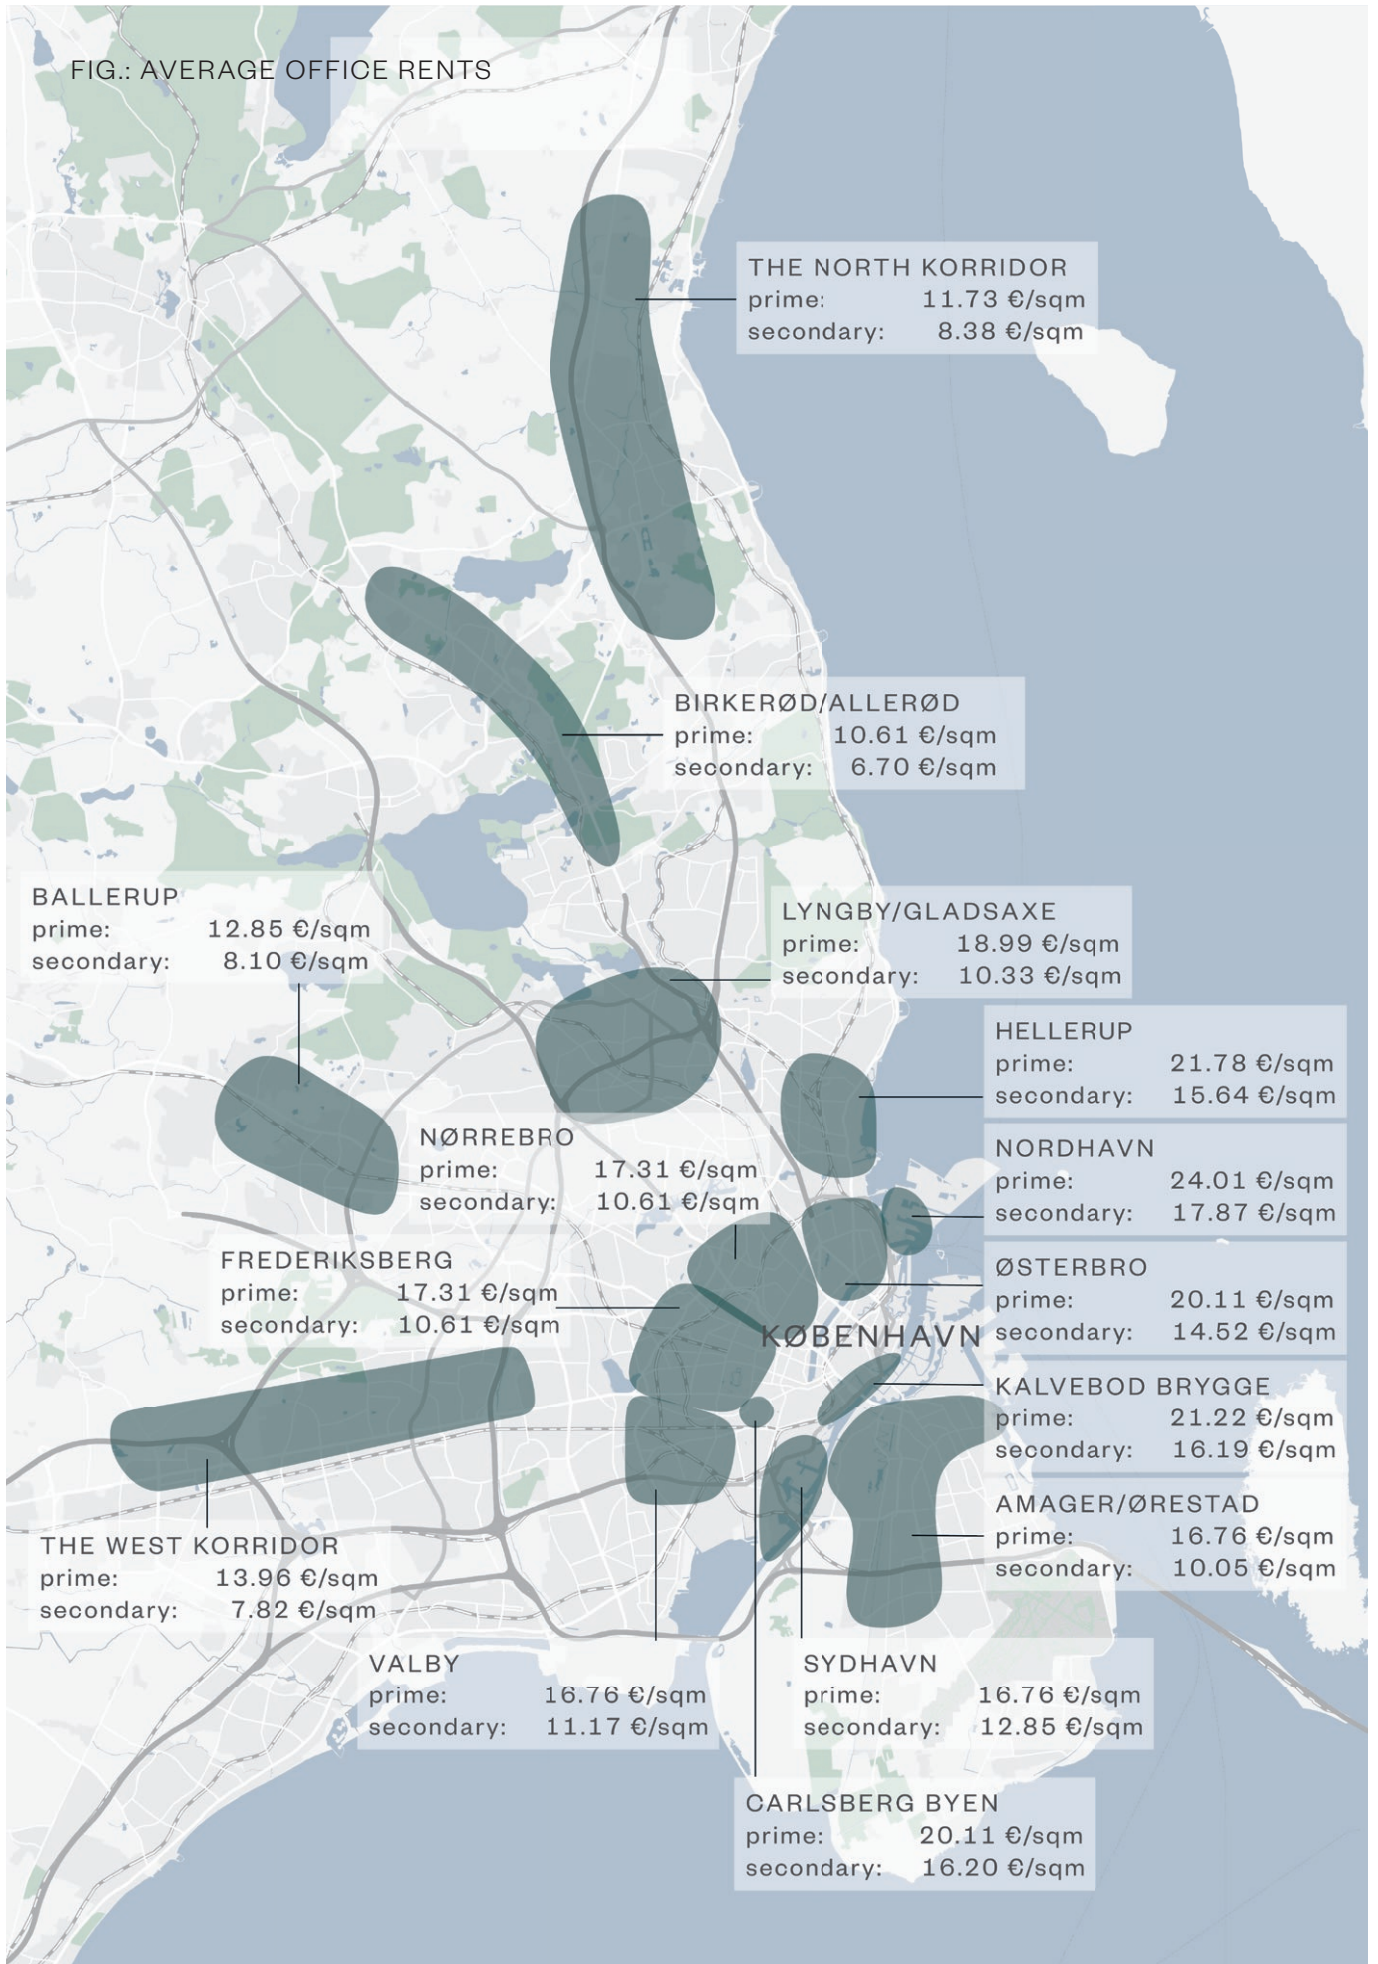 FIG.: AVERAGE OFFICE RENTS
THE NORTH KORRIDOR
prime: 11.73 €/sqm
secondary: 8.38 €/sqm
BIRKERØD/ALLERØD
prime: 10.61 €/sqm
secondary: 6.70 €/sqm
BALLERUP
prime: 12.85 €/sqm
secondary: 8.10 €/sqm
LYNGBY/GLADSAXE
prime: 18.99 €/sqm
secondary: 10.33 €/sqm
HELLERUP
prime: 21.78 €/sqm
secondary: 15.64 €/sqm
NØRREBRO
prime: 17.31 €/sqm
secondary: 10.61 €/sqm
NORDHAVN
prime: 24.01 €/sqm
secondary: 17.87 €/sqm
FREDERIKSBERG
prime: 17.31 €/sqm
secondary: 10.61 €/sqm
ØSTERBRO
prime: 20.11 €/sqm
secondary: 14.52 €/sqm
KØBENHAVN
KALVEBOD BRYGGE
prime: 21.22 €/sqm
secondary: 16.19 €/sqm
AMAGER/ØRESTAD
prime: 16.76 €/sqm
secondary: 10.05 €/sqm
THE WEST KORRIDOR
prime: 13.96 €/sqm
secondary: 7.82 €/sqm
VALBY
prime: 16.76 €/sqm
secondary: 11.17 €/sqm
SYDHAVN
prime: 16.76 €/sqm
secondary: 12.85 €/sqm
CARLSBERG BYEN
prime: 20.11 €/sqm
secondary: 16.20 €/sqm